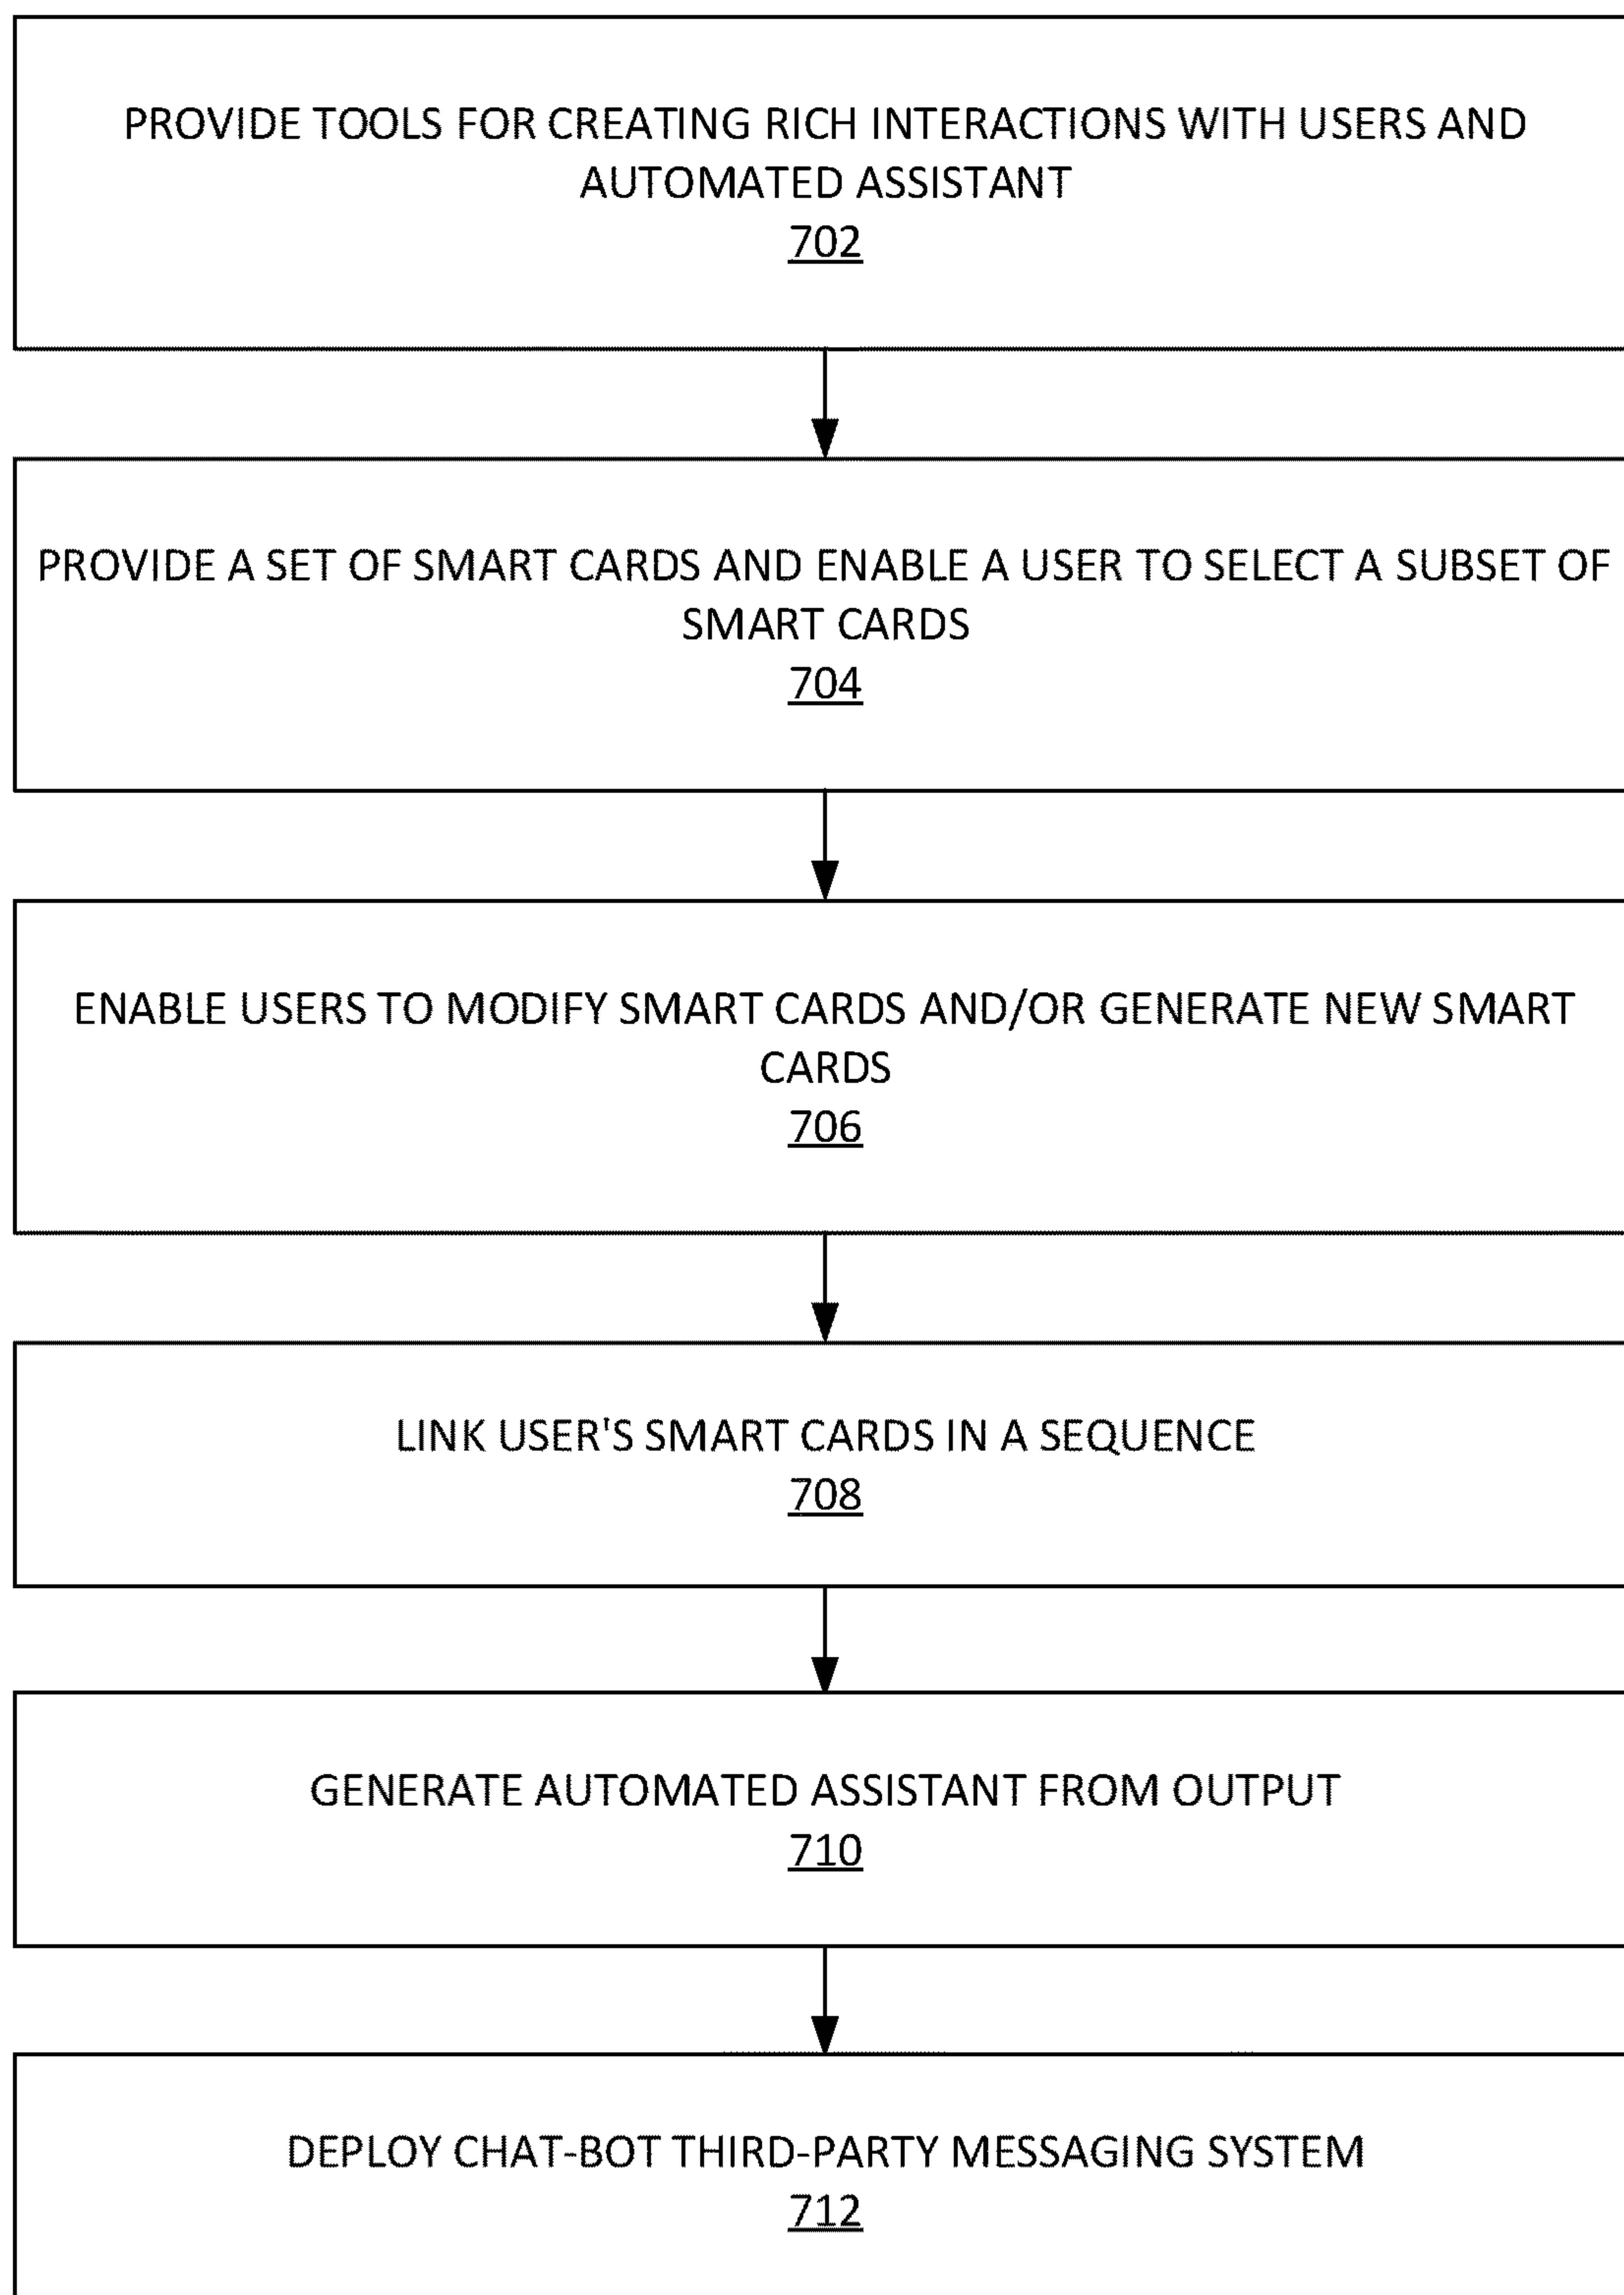 PROVIDE TOOLS FOR CREATING RICH INTERACTIONS WITH USERS AND
AUTOMATED ASSISTANT
702
PROVIDE A SET OF SMART CARDS AND ENABLE A USER TO SELECT A SUBSET OF
SMART CARDS
704
ENABLE USERS TO MODIFY SMART CARDS AND/OR GENERATE NEW SMART
CARDS
706
LINK USER'S SMART CARDS IN A SEQUENCE
708
GENERATE AUTOMATED ASSISTANT FROM OUTPUT
710
DEPLOY CHAT-BOT THIRD-PARTY MESSAGING SYSTEM
712